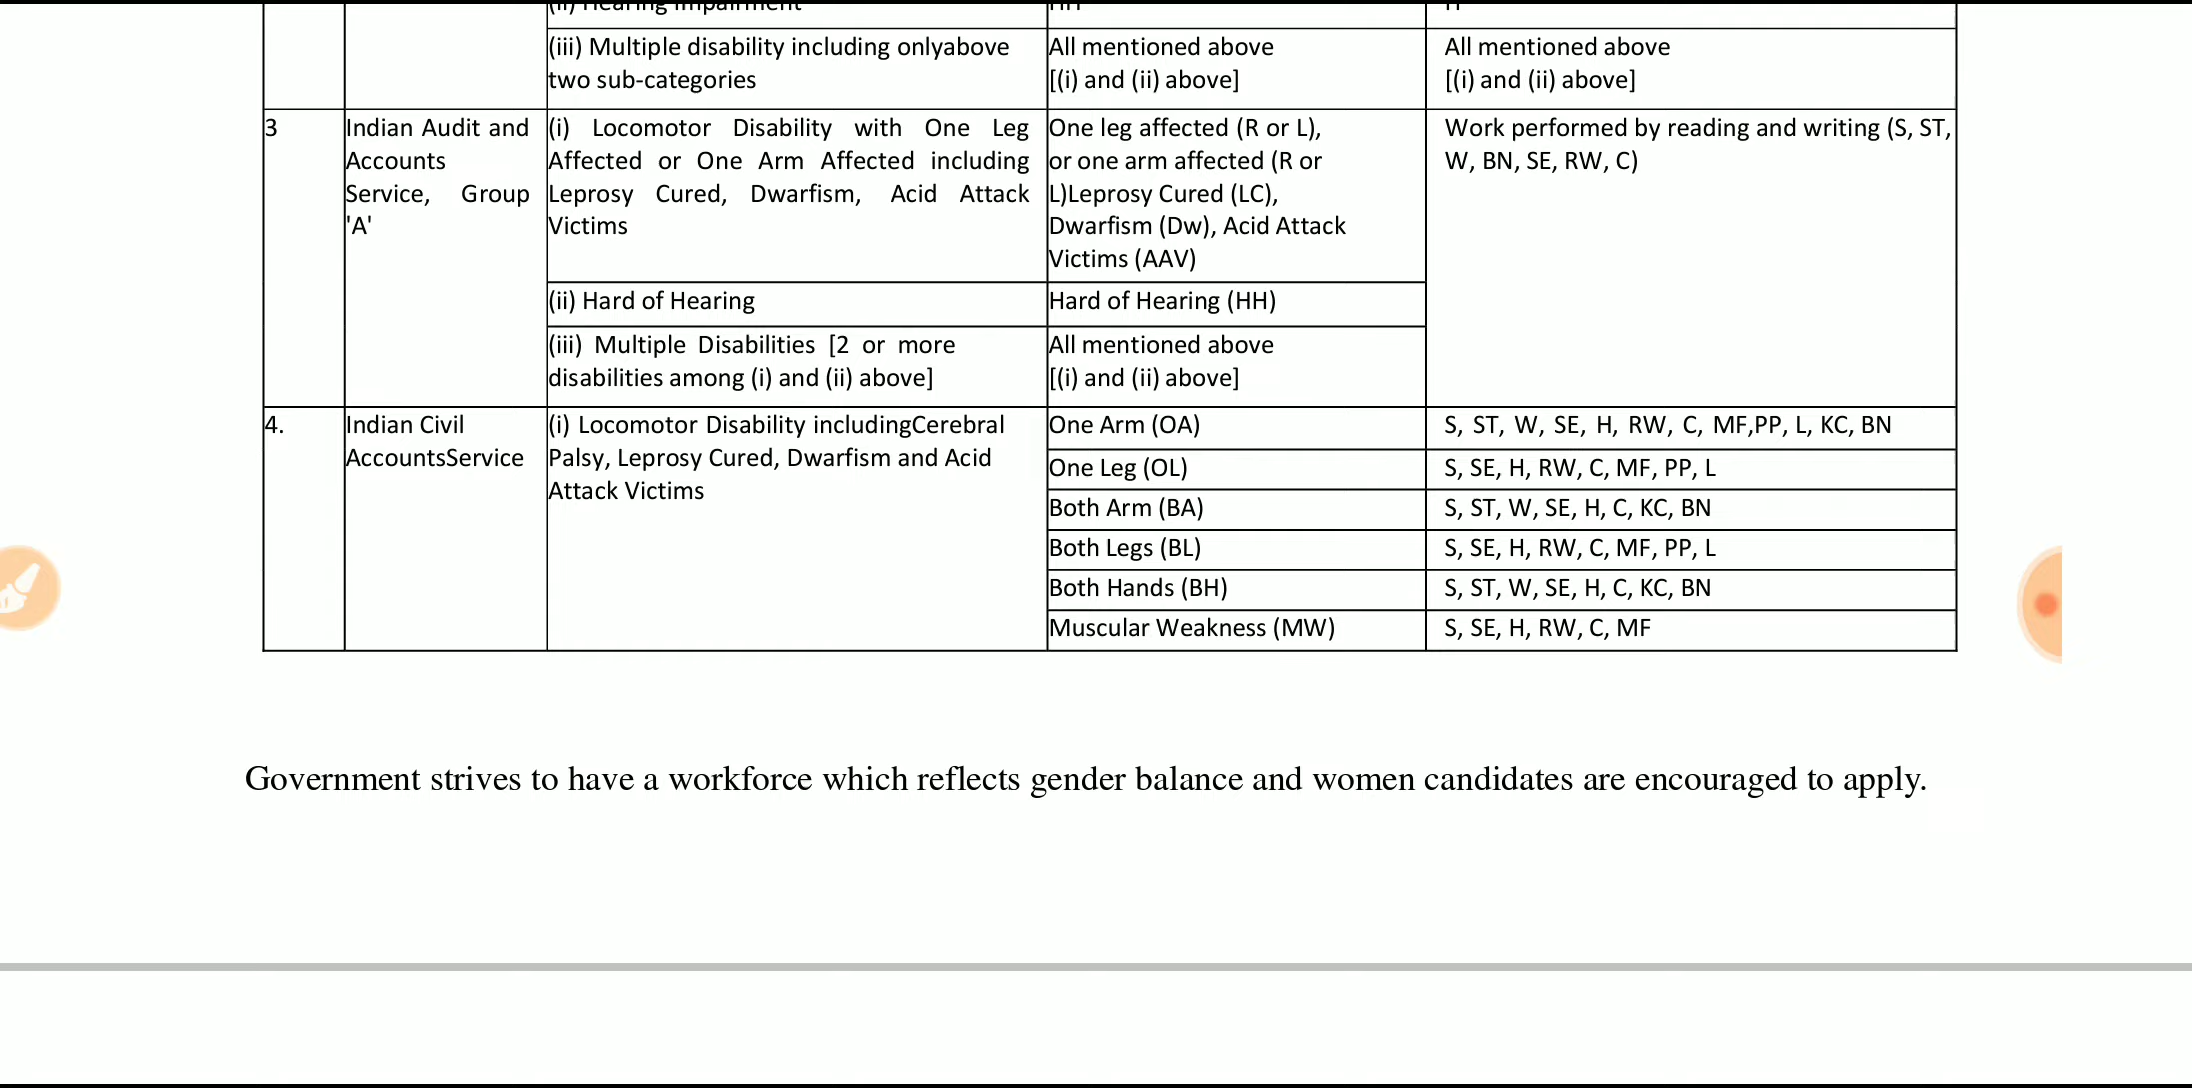 (ii) Hearing Impairment HH H
(iii) Multiple disability including onlyabove All mentioned above All mentioned above
two sub-categories [(i) and (ii) above] [(i) and (ii) above]
3 Indian Audit and (i) Locomotor Disability with One Leg One leg affected (R or L), Work performed by reading and writing (S, ST,
Accounts Affected or One Arm Affected including or one arm affected (R or W, BN, SE, RW, C)
Service, Group Leprosy Cured, Dwarfism, Acid Attack L)Leprosy Cured (LC),
'A' Victims Dwarfism (Dw), Acid Attack
Victims (AAV)
(ii) Hard of Hearing Hard of Hearing (HH)
(iii) Multiple Disabilities [2 or more All mentioned above
disabilities among (i) and (ii) above] [(i) and (ii) above]
4. Indian Civil (i) Locomotor Disability includingCerebral One Arm (OA) S, ST, W, SE, H, RW, C, MF,PP, L, KC, BN
AccountsService Palsy, Leprosy Cured, Dwarfism and Acid One Leg (OL) S, SE, H, RW, C, MF, PP, L
Attack Victims Both Arm (BA) S, ST, W, SE, H, C, KC, BN
Both Legs (BL) S, SE, H, RW, C, MF, PP, L
Both Hands (BH) S, ST, W, SE, H, C, KC, BN
Muscular Weakness (MW) S, SE, H, RW, C, MF
Government strives to have a workforce which reflects gender balance and women candidates are encouraged to apply.